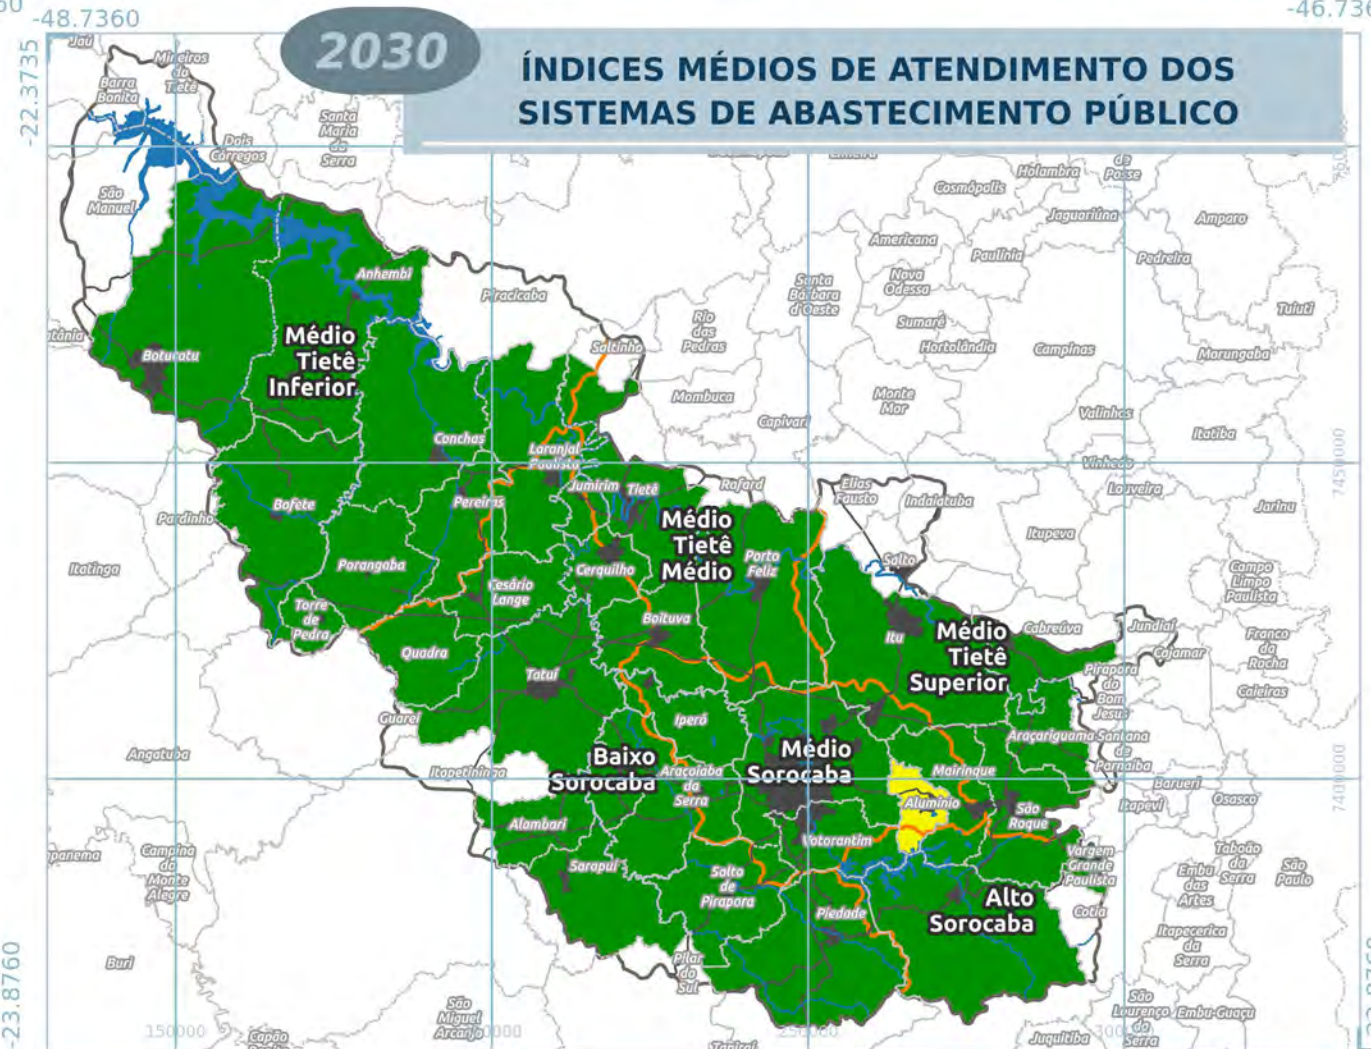 -48.7360
-22.3735
2030
ÍNDICES MÉDIOS DE ATENDIMENTO DOS
SISTEMAS DE ABASTECIMENTO PÚBLICO
Jaú
Mineiros
do
Tietê
Barra
Bonita
Santa
Maria
da
Serra
Dois
Córregos
São
Manuel
Holambra
de
Posse
Cosmópolis
Jaguariúna
Amparo
Americana
Paulínia
Pedreira
Anhembi
Nova
Odessa
Santa
Bárbara
d'Oeste
Piracicaba
Tuiuti
Rio
das
Pedras
Sumaré
Hortolândia
Campinas
Morungaba
Saltinho
Botucatu
Médio
Tietê
Inferior
Mombuca
Monte
Mor
Capivari
Valinhos
Itatiba
Conchas
Laranjal
Paulista
Vinhedo
7450000
Pereiras
Jumirim
Tietê
Rafard
Elias
Fausto
Indaiatuba
Louveira
Jarinu
Bofete
Pardinho
Médio
Tietê
Médio
Itupeva
Itatinga
Porangaba
Cesário
Lange
Cerquilho
Porto
Feliz
Salto
Campo
Limpo
Paulista
Torre
de
Pedra
Boituva
Itu
Médio
Tietê
Superior
Cabreúva
Jundiaí
Cajamar
Franco
da
Rocha
Quadra
Tatuí
Pirapora
do
Bom
Jesus
Caieiras
Guareí
Iperó
Araçariguama
Santana
de
Parnaíba
Angatuba
Itapetininga
Baixo
Sorocaba
Araçoiaba
da
Serra
Médio
Sorocaba
Mairinque
Barueri
Itapevi
Osasco
7400000
Alumínio
São
Roque
Alambari
Votorantim
Vargem
Grande
Paulista
Taboão
da
Serra
Campina
do
Monte
Alegre
Sarapuí
Salto
de
Pirapora
Embu
das
Artes
São
Paulo
Alto
Sorocaba
Piedade
Cotia
Itapecerica
da
Serra
Buri
Pilar
do
Sul
-23.8760
São
Miguel
Arcanjo
São
Lourenço
da
Serra
Embu-Guaçu
150000
Capão
Tapiraí
Juquitiba